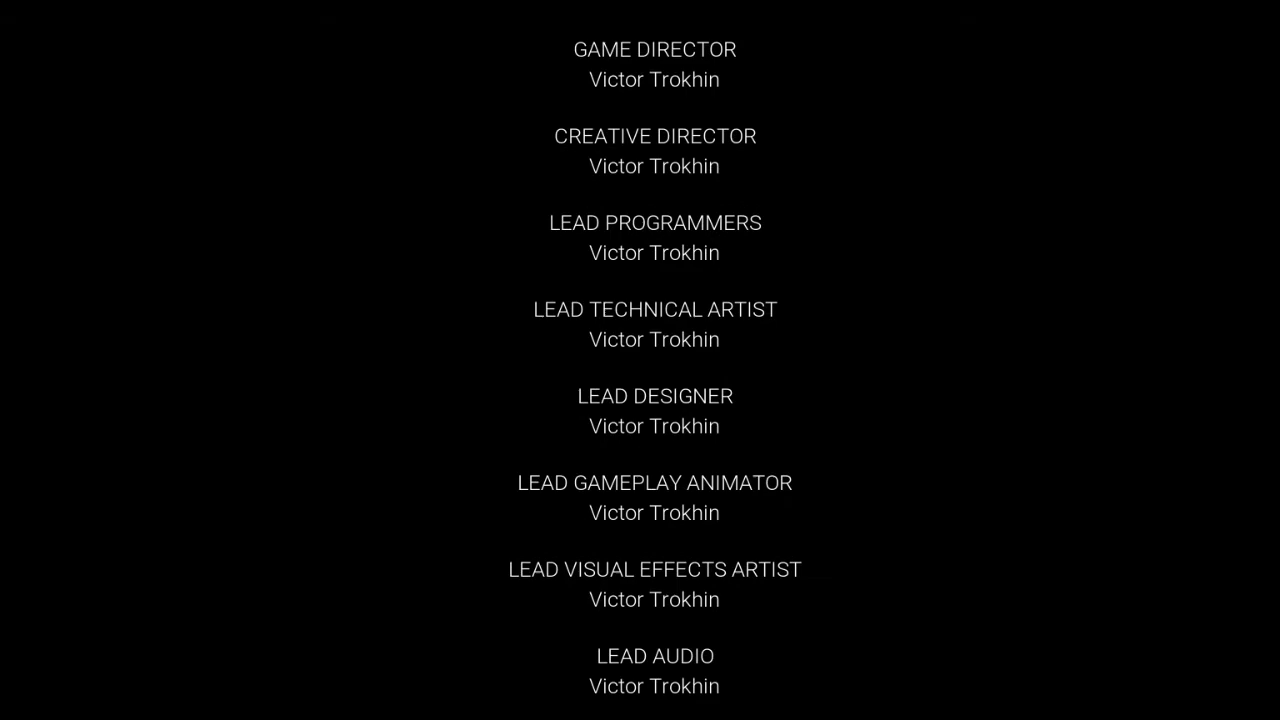 GAME DIRECTOR
Victor Trokhin
CREATIVE DIRECTOR
Victor Trokhin
LEAD PROGRAMMERS
Victor Trokhin
LEAD TECHNICAL ARTIST
Victor Trokhin
LEAD DESIGNER
Victor Trokhin
LEAD GAMEPLAY ANIMATOR
Victor Trokhin
LEAD VISUAL EFFECTS ARTIST
Victor Trokhin
LEAD AUDIO
Victor Trokhin